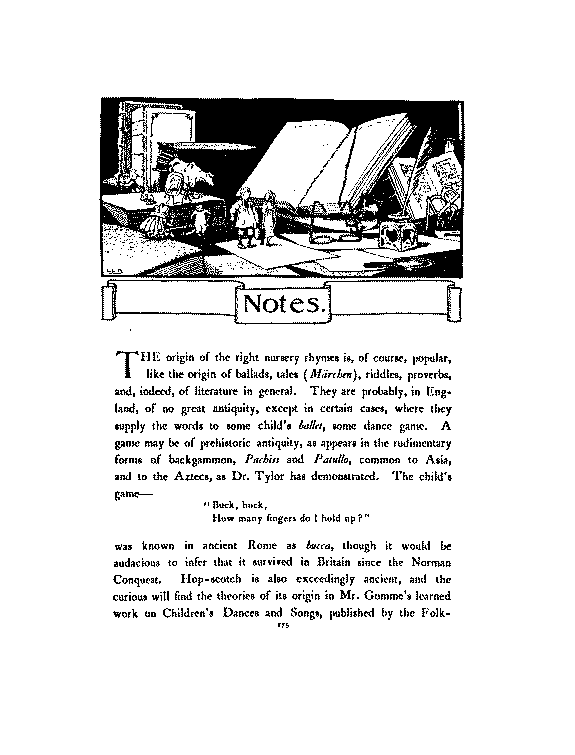 L.L.B.
Notes.
THE origin of the right nursery rhymes is, of course, popular,
like the origin of ballads, tales (Märchen), riddles, proverbs,
and, indeed, of literature in general. They are probably, in Eng-
land, of no great antiquity, except in certain cases, where they
supply the words to some child's ballet, some dance game. A
game may be of prehistoric antiquity, as appears in the rudimentary
forms of backgammon, Pachisi and Patullo, common to Asia,
and to the Aztecs, as Dr. Tylor has demonstrated. The child's
game—
"Buck, buck,
How many fingers do I hold up?"
was known in ancient Rome as bucca, though it would be
audacious to infer that it survived in Britain since the Norman
Conquest. Hop-scotch is also exceedingly ancient, and the
curious will find the theories of its origin in Mr. Gomme's learned
work on Children's Dances and Songs, published by the Folk-
175